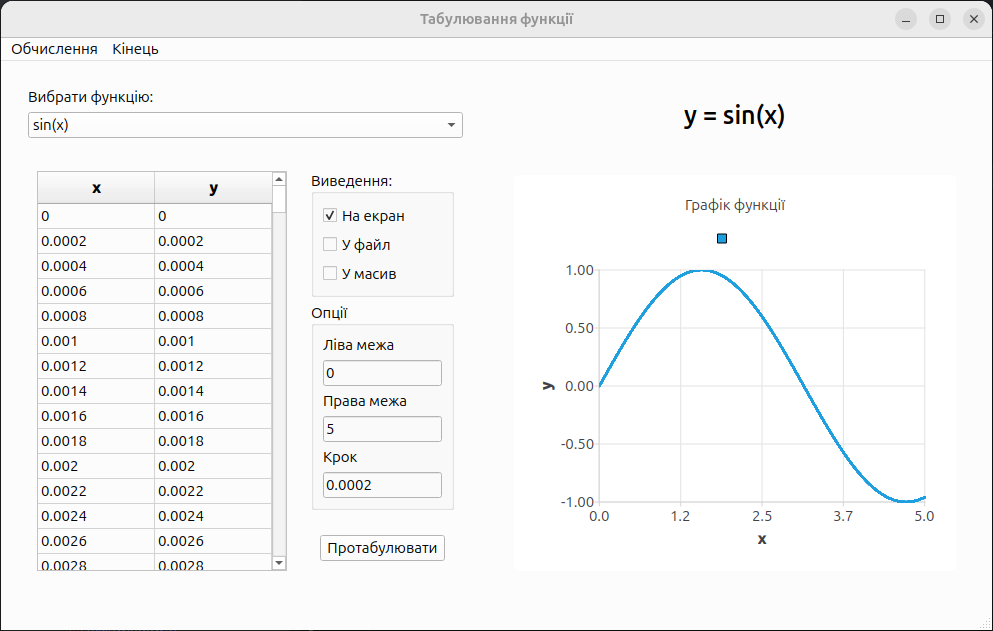 Табулювання функції
Обчислення Кінець
Вибрати функцію:
sin(x)
y = sin(x)
x y
0 0
0.0002 0.0002
0.0004 0.0004
0.0006 0.0006
0.0008 0.0008
0.001 0.001
0.0012 0.0012
0.0014 0.0014
0.0016 0.0016
0.0018 0.0018
0.002 0.002
0.0022 0.0022
0.0024 0.0024
0.0026 0.0026
0.0028 0.0028
Виведення:
На екран
У файл
У масив
Опції
Ліва межа
0
Права межа
5
Крок
0.0002
Протабулювати
Графік функції
1.00
0.50
0.00
-0.50
-1.00
y
0.0 1.2 2.5 3.7 5.0
x